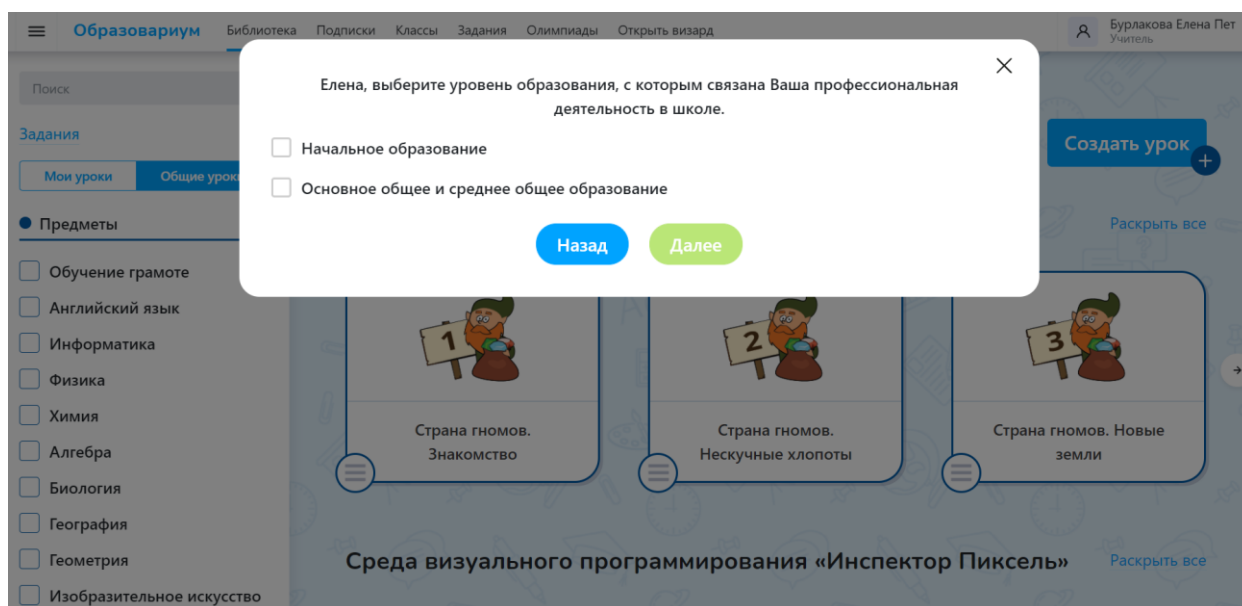 Образовариум Библиотека Подписки Классы Задания Олимпиады Открыть визард Бурлакова Елена Пет
Учитель
Елена, выберите уровень образования, с которым связана Ваша профессиональная
деятельность в школе.
Начальное образование
Основное общее и среднее общее образование
Назад Далее
Поиск
Задания
Мои уроки Общие уроки
Предметы
Обучение грамоте
Английский язык
Информатика
Физика
Химия
Алгебра
Биология
География
Геометрия
Изобразительное искусство
Создать урок
Раскрыть все
1
Страна гномов.
Знакомство
2
Страна гномов.
Нескучные хлопоты
3
Страна гномов. Новые
земли
Среда визуального программирования «Инспектор Пиксель» Раскрыть все